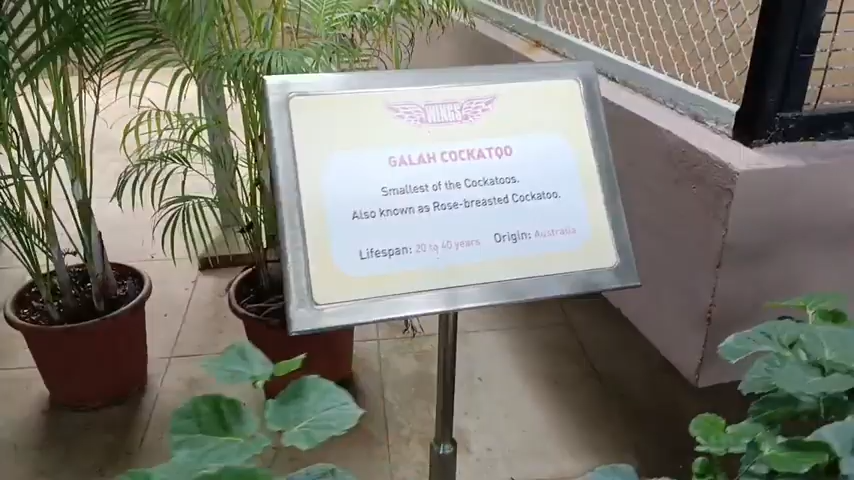 WINGS
GALAH COCKATOO
Smallest of the Cockatoos.
Also known as Rose-breasted Cockatoo.
Lifespan: 20 to 40 years Origin: Australia